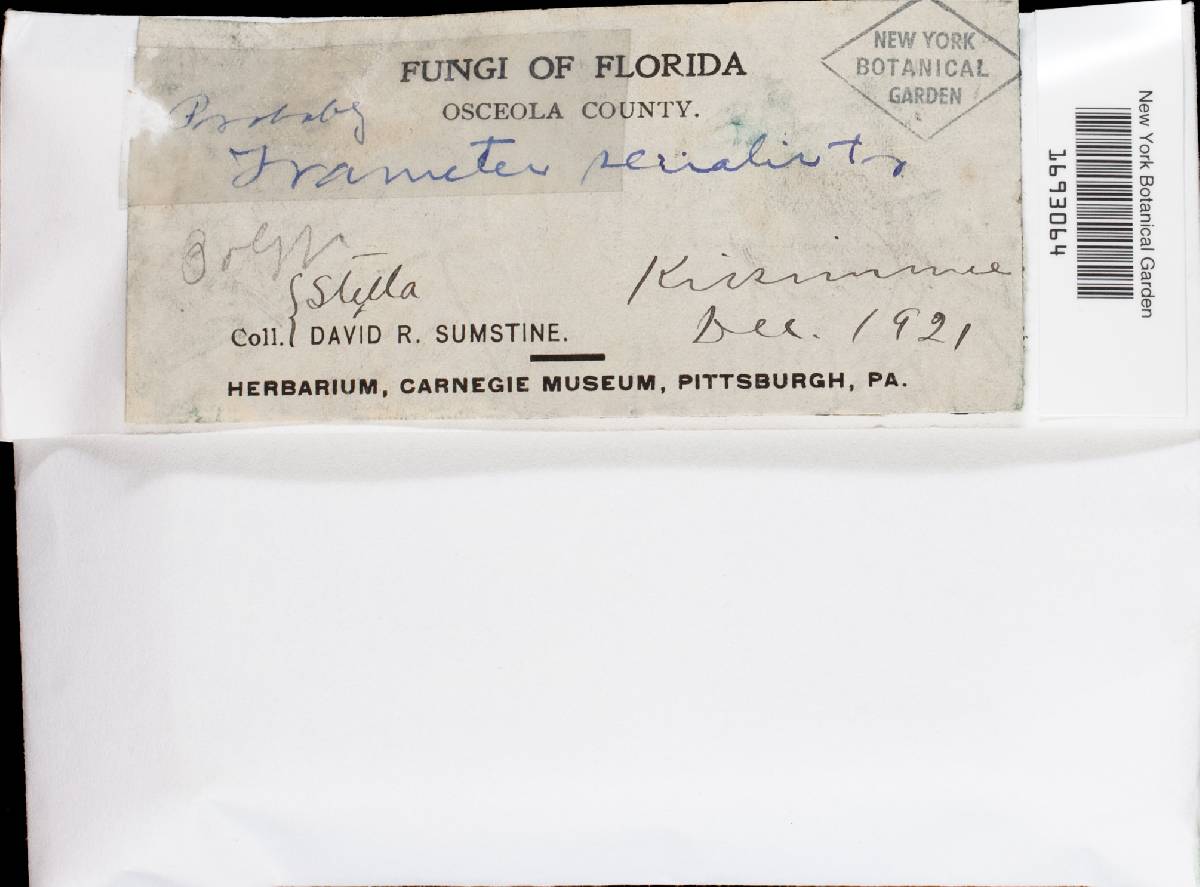 FUNGI OF FLORIDA
OSCEOLA COUNTY.
NEW YORK
BOTANICAL
GARDEN
Probably
Trametes serialis
Stella
Coll. { DAVID R. SUMSTINE.
Kissimmee
Dec. 1921
HERBARIUM, CARNEGIE MUSEUM, PITTSBURGH, PA.
New York Botanical Garden
1693064